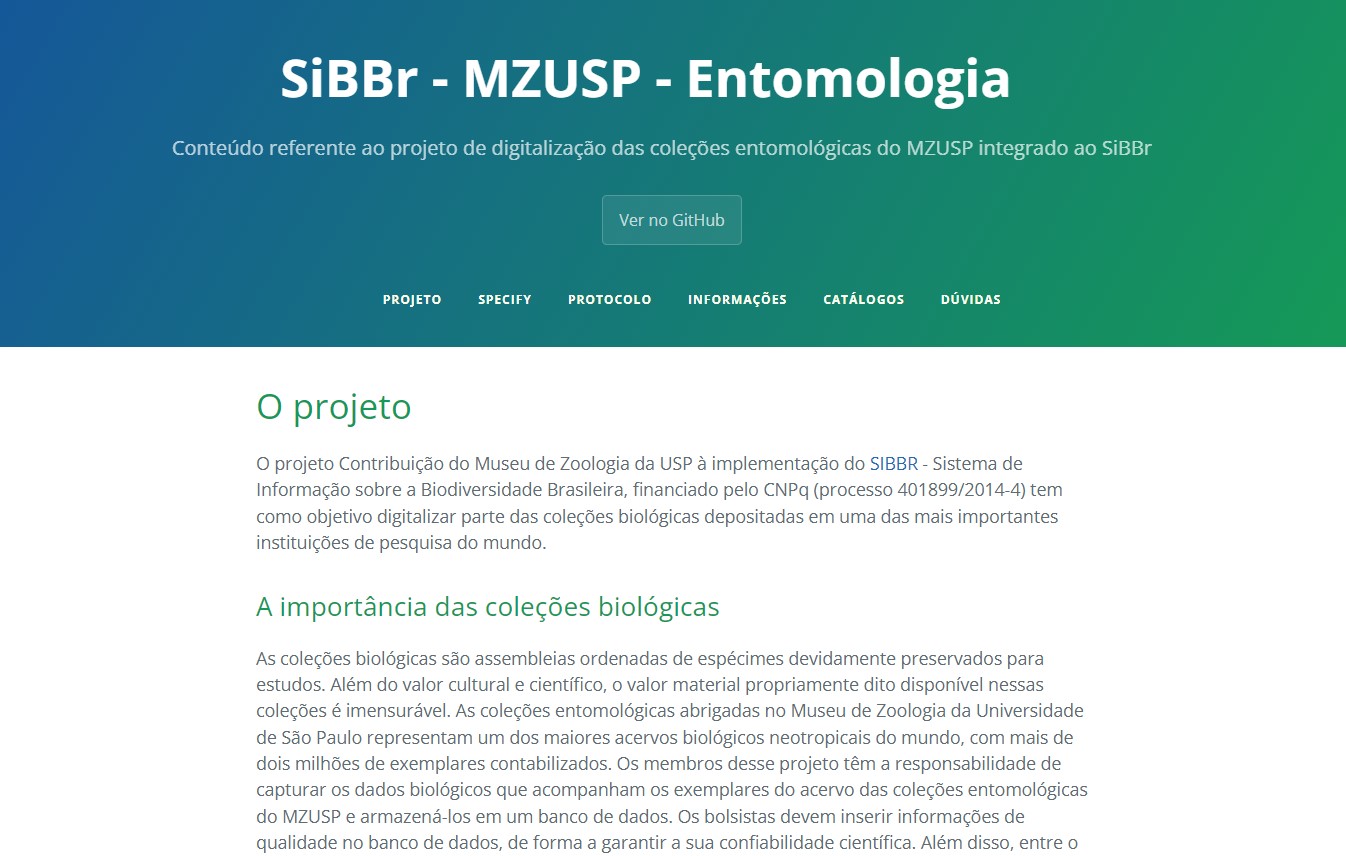 SiBBr - MZUSP - Entomologia
Conteúdo referente ao projeto de digitalização das coleções entomológicas do MZUSP integrado ao SiBBr
Ver no GitHub
PROJETO SPECIFY PROTOCOLO INFORMAÇÕES CATÁLOGOS DÚVIDAS
O projeto
O projeto Contribuição do Museu de Zoologia da USP à implementação do SIBBR - Sistema de
Informação sobre a Biodiversidade Brasileira, financiado pelo CNPq (processo 401899/2014-4) tem
como objetivo digitalizar parte das coleções biológicas depositadas em uma das mais importantes
instituições de pesquisa do mundo.
A importância das coleções biológicas
As coleções biológicas são assembleias ordenadas de espécimes devidamente preservados para
estudos. Além do valor cultural e científico, o valor material propriamente dito disponível nessas
coleções é imensurável. As coleções entomológicas abrigadas no Museu de Zoologia da Universidade
de São Paulo representam um dos maiores acervos biológicos neotropicais do mundo, com mais de
dois milhões de exemplares contabilizados. Os membros desse projeto têm a responsabilidade de
capturar os dados biológicos que acompanham os exemplares do acervo das coleções entomológicas
do MZUSP e armazená-los em um banco de dados. Os bolsistas devem inserir informações de
qualidade no banco de dados, de forma a garantir a sua confiabilidade científica. Além disso, entre o